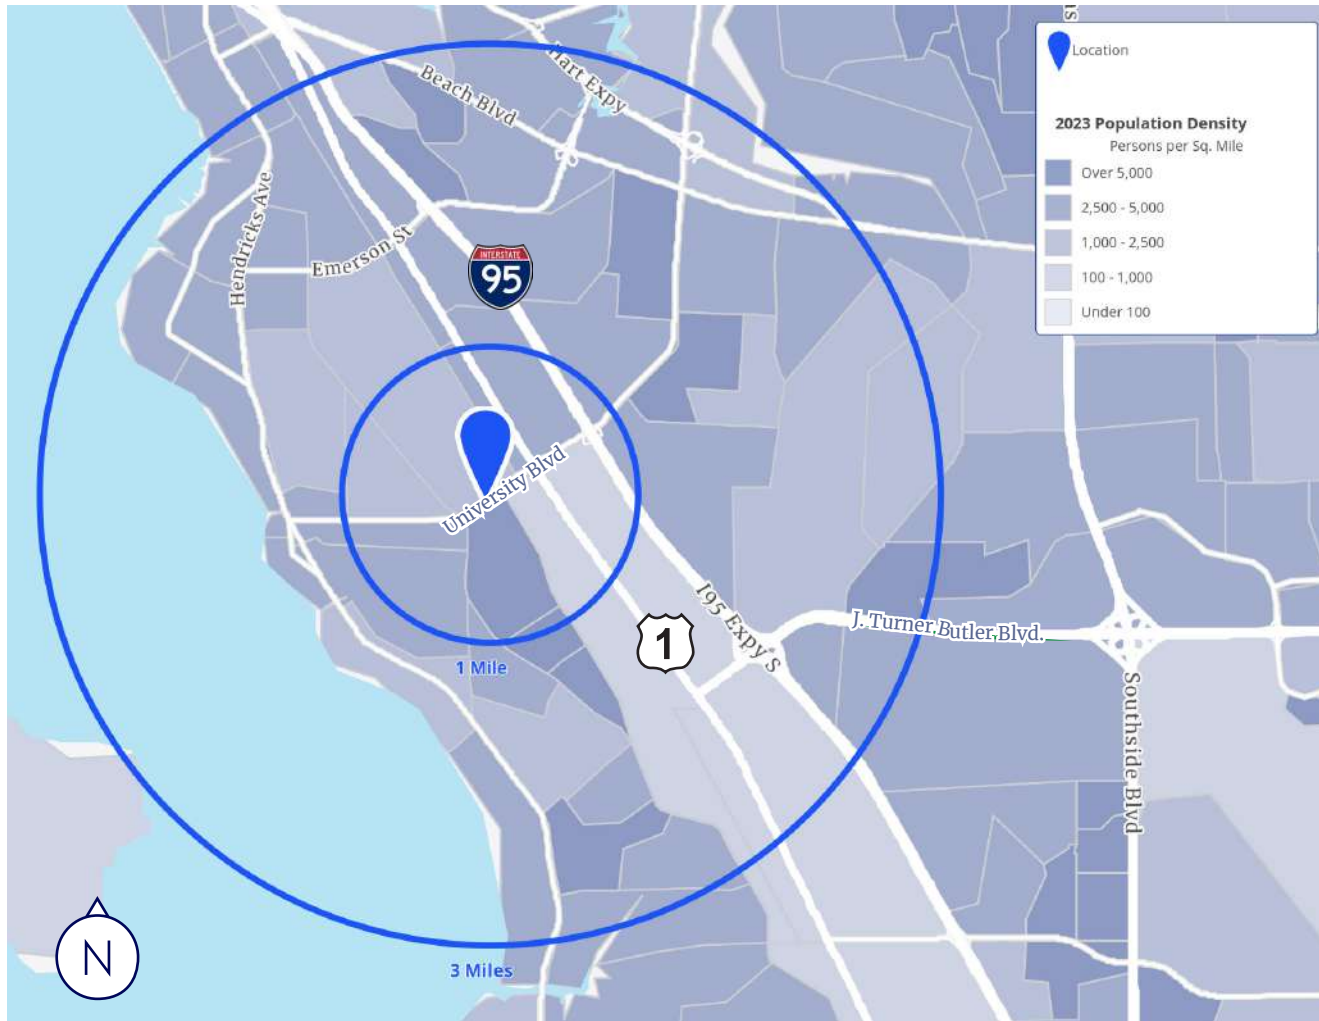 us
Location
2023 Population Density
Persons per Sq. Mile
Over 5,000
2,500 - 5,000
1,000 - 2,500
100 - 1,000
Under 100
Hart Expy
Beach Blvd
Hendricks Ave
Emerson St
INTERSTATE
95
University Blvd
I95 Expy S
J. Turner Butler Blvd.
1
1 Mile
Southside Blvd
N
3 Miles